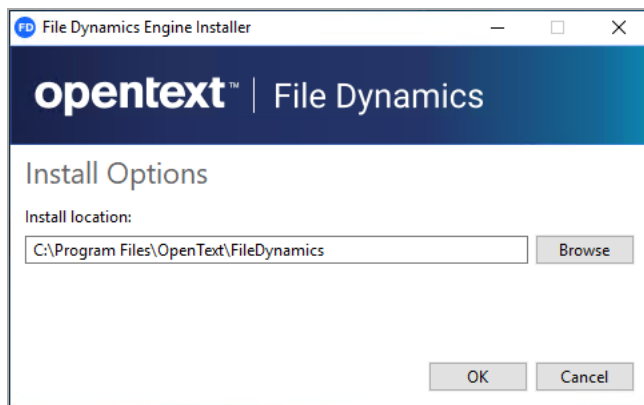 FD File Dynamics Engine Installer
opentext™ | File Dynamics
Install Options
Install location:
C:\Program Files\OpenText\FileDynamics Browse
OK Cancel